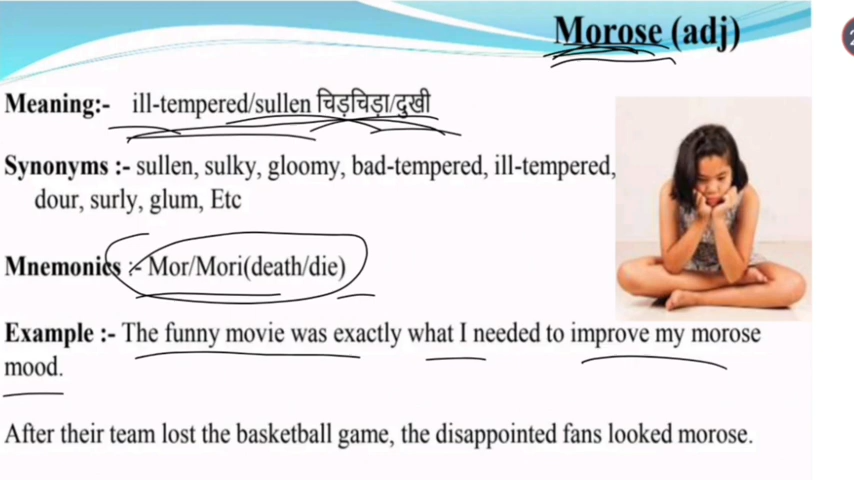 Morose (adj)
Meaning:- ill-tempered/sullen चिड़चिड़ा/दुखी
Synonyms :- sullen, sulky, gloomy, bad-tempered, ill-tempered,
dour, surly, glum, Etc
Mnemonics :- Mor/Mori(death/die)
Example :- The funny movie was exactly what I needed to improve my morose
mood.
After their team lost the basketball game, the disappointed fans looked morose.